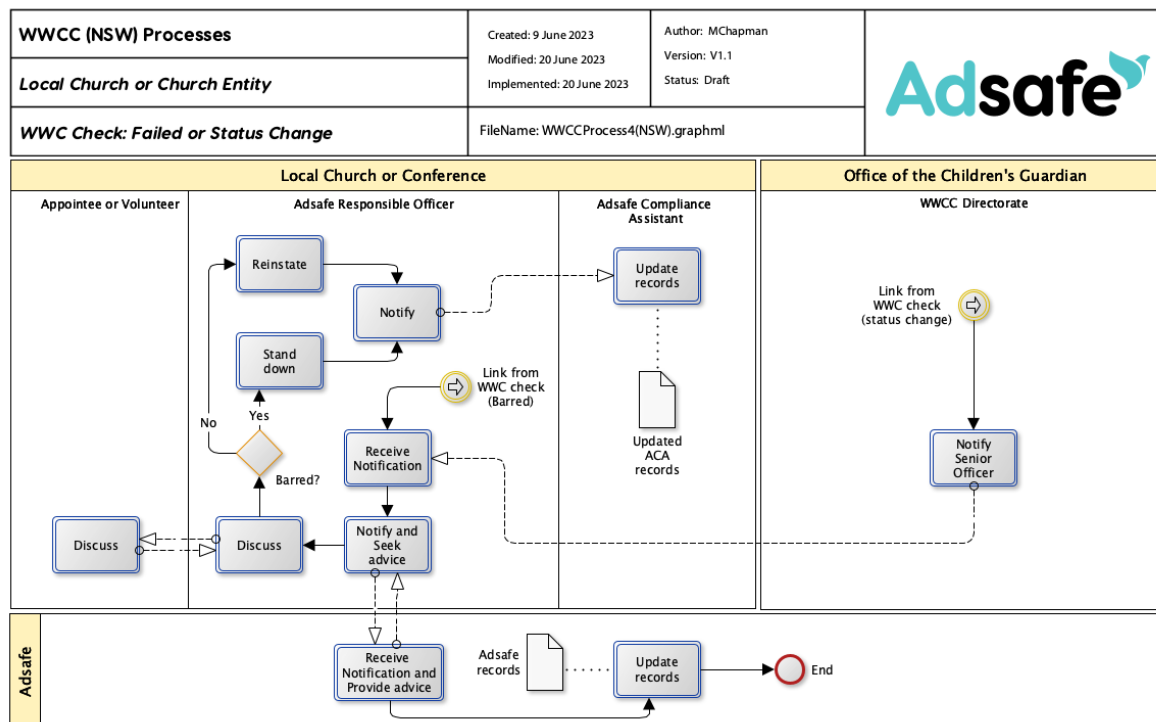 WWCC (NSW) Processes
Local Church or Church Entity
WWC Check: Failed or Status Change
Created: 9 June 2023
Modified: 20 June 2023
Implemented: 20 June 2023
Author: MChapman
Version: V1.1
Status: Draft
FileName: WWCCProcess4(NSW).graphml
Adsafe
Local Church or Conference
Office of the Children's Guardian
Appointee or Volunteer
Adsafe Responsible Officer
Adsafe Compliance
Assistant
WWCC Directorate
Reinstate
Update
records
Notify
Link from
WWC check
(status change)
Stand
down
Link from
WWC check
(Barred)
Yes
No
Updated
ACA
records
Receive
Notification
Notify
Senior
Officer
Barred?
Discuss
Discuss
Notify and
Seek
advice
Adsafe
Receive
Notification and
Provide advice
Adsafe
records
Update
records
End